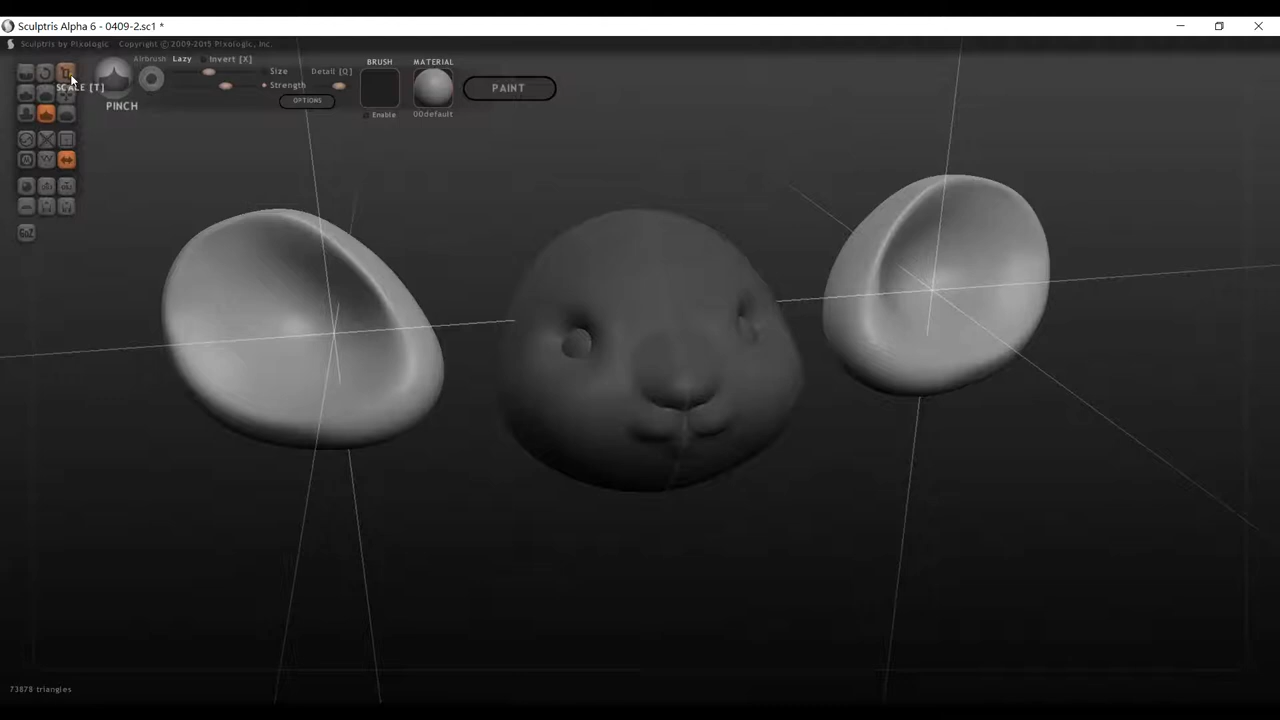 Sculptris Alpha 6 - 0409-2.sc1 *
Sculptris by Pixologic Copyright ©2009-2015 Pixologic, Inc.
Airbrush Lazy Invert [X]
BRUSH MATERIAL
Size Detail [Q]
SCALE [T] Strength PAINT
OPTIONS
PINCH
Enable 00default
GoZ
73878 triangles